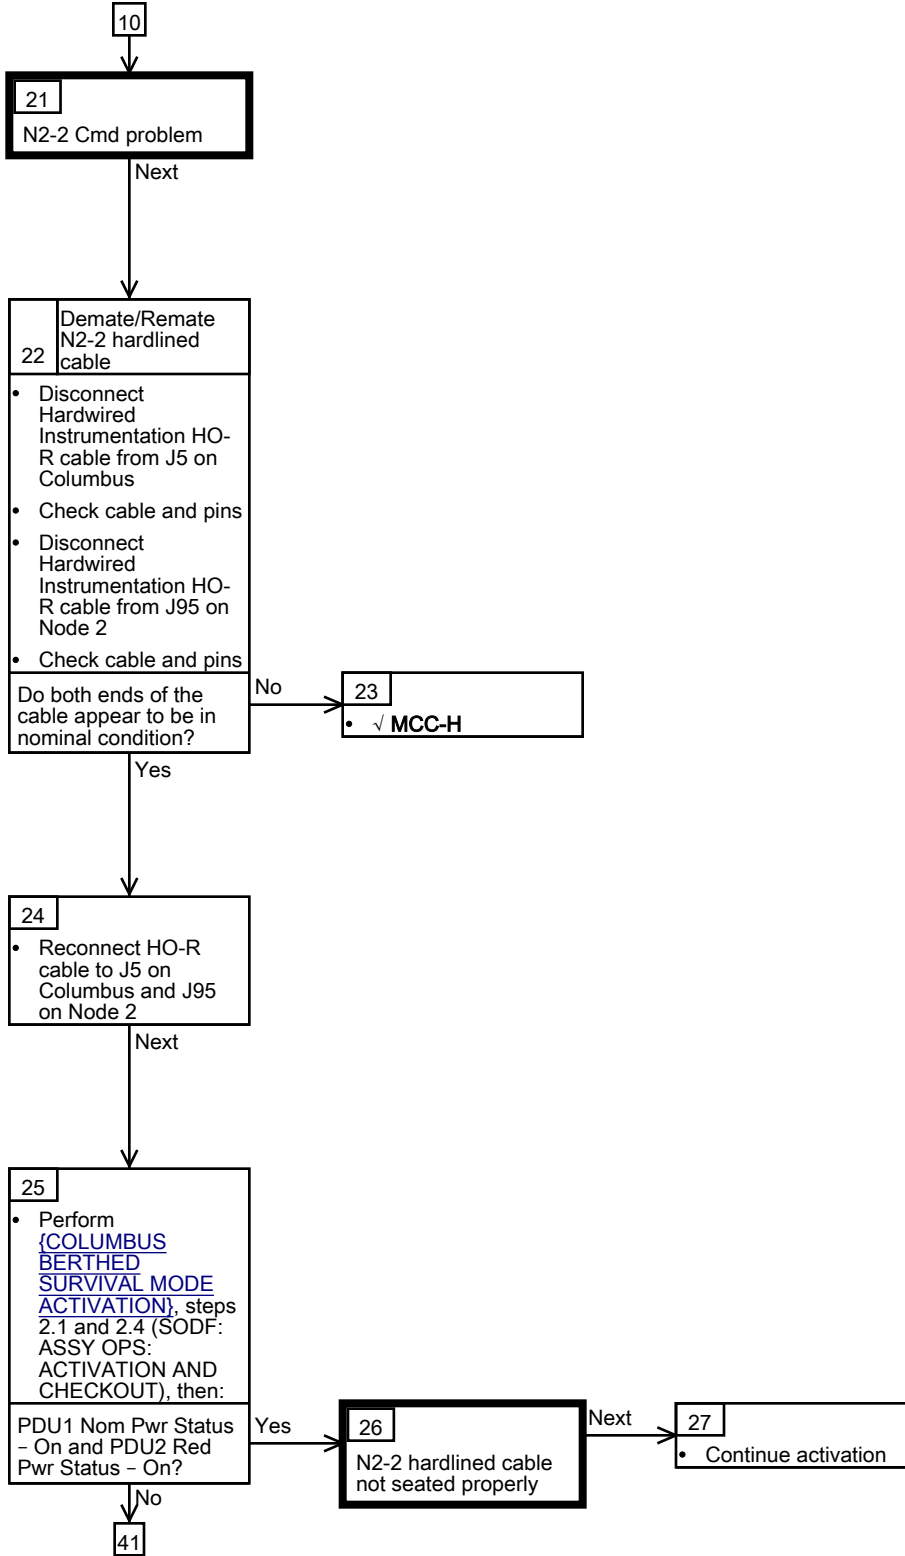 10
21
N2-2 Cmd problem
Next
22
Demate/Remate
N2-2 hardlined
cable
• Disconnect
Hardwired
Instrumentation HO-
R cable from J5 on
Columbus
• Check cable and pins
• Disconnect
Hardwired
Instrumentation HO-
R cable from J95 on
Node 2
• Check cable and pins
Do both ends of the
cable appear to be in
nominal condition?
No
23
• √ MCC-H
Yes
24
• Reconnect HO-R
cable to J5 on
Columbus and J95
on Node 2
Next
25
• Perform
{COLUMBUS
BERTHED
SURVIVAL MODE
ACTIVATION}, steps
2.1 and 2.4 (SODF:
ASSY OPS:
ACTIVATION AND
CHECKOUT), then:
PDU1 Nom Pwr Status
– On and PDU2 Red
Pwr Status – On?
Yes
26
N2-2 hardlined cable
not seated properly
Next
27
• Continue activation
No
41